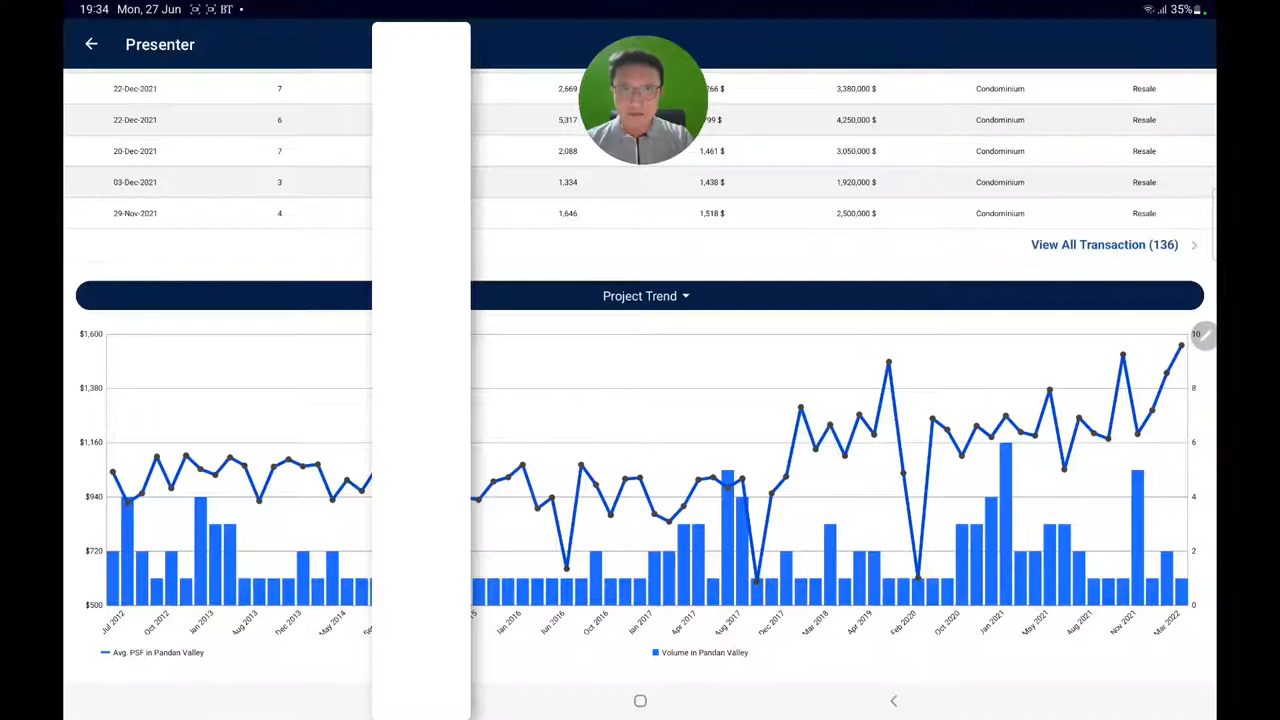 19:34 Mon, 27 Jun BT • 35%
Presenter
22-Dec-2021 7 2,669 766 $ 3,380,000 $ Condominium Resale
22-Dec-2021 6 5,317 799 $ 4,250,000 $ Condominium Resale
20-Dec-2021 7 2,088 1,461 $ 3,050,000 $ Condominium Resale
03-Dec-2021 3 1,334 1,438 $ 1,920,000 $ Condominium Resale
29-Nov-2021 4 1,646 1,518 $ 2,500,000 $ Condominium Resale
View All Transaction (136)
Project Trend
$1,600 10
$1,380 8
$1,160 6
$940 4
$720 2
$500 0
Jul 2012 Oct 2012 Jan 2013 Aug 2013 Dec 2013 May 2014 Jan 2016 Jun 2016 Oct 2016 Jan 2017 Apr 2017 Aug 2017 Dec 2017 Mar 2018 Apr 2019 Feb 2020 Oct 2020 Jan 2021 May 2021 Aug 2021 Nov 2021 Mar 2022
Avg. PSF in Pandan Valley Volume in Pandan Valley